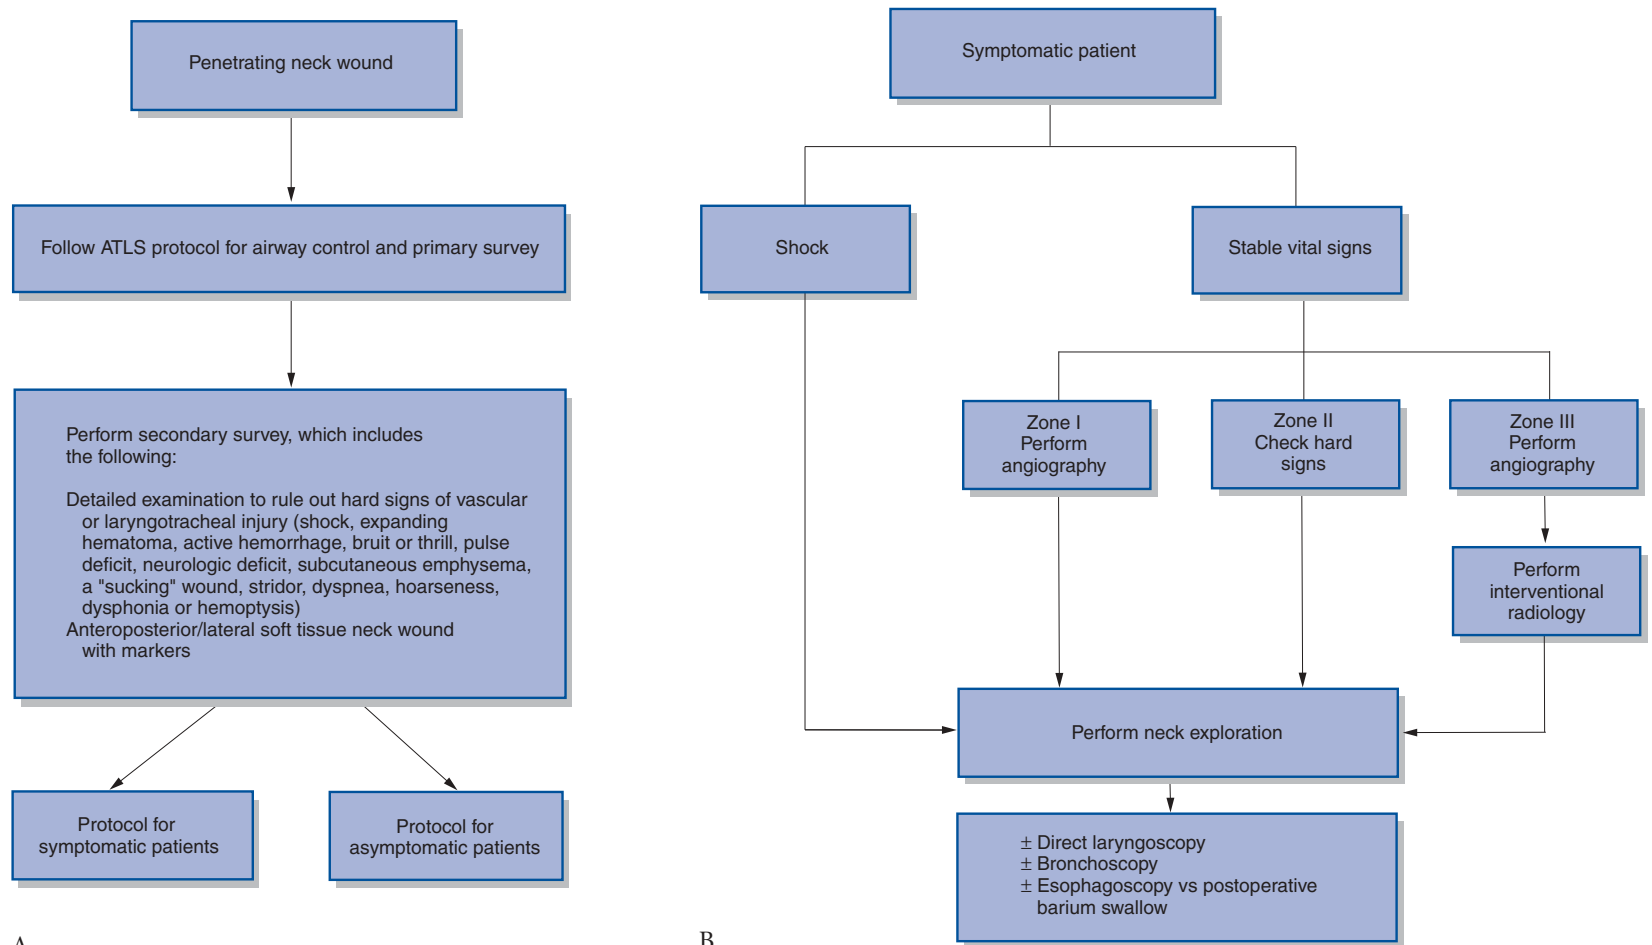 Penetrating neck wound
Follow ATLS protocol for airway control and primary survey
Perform secondary survey, which includes
the following:
Detailed examination to rule out hard signs of vascular
or laryngotracheal injury (shock, expanding
hematoma, active hemorrhage, bruit or thrill, pulse
deficit, neurologic deficit, subcutaneous emphysema,
a "sucking" wound, stridor, dyspnea, hoarseness,
dysphonia or hemoptysis)
Anteroposterior/lateral soft tissue neck wound
with markers
Protocol for
symptomatic patients
Protocol for
asymptomatic patients
A
Symptomatic patient
Shock
Stable vital signs
Zone I
Perform
angiography
Zone II
Check hard
signs
Zone III
Perform
angiography
Perform
interventional
radiology
Perform neck exploration
± Direct laryngoscopy
± Bronchoscopy
± Esophagoscopy vs postoperative
barium swallow
B